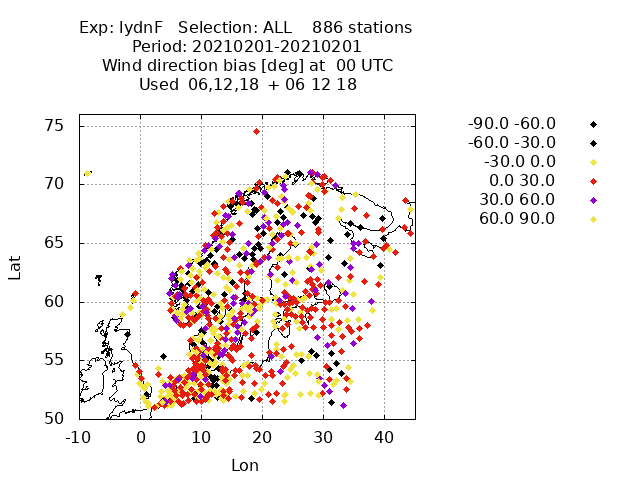 Exp: lydnF Selection: ALL 886 stations
Period: 20210201-20210201
Wind direction bias [deg] at 00 UTC
Used 06,12,18 + 06 12 18
-90.0 -60.0
-60.0 -30.0
-30.0 0.0
0.0 30.0
30.0 60.0
60.0 90.0
75
70
65
60
55
50
Lat
-10 0 10 20 30 40
Lon